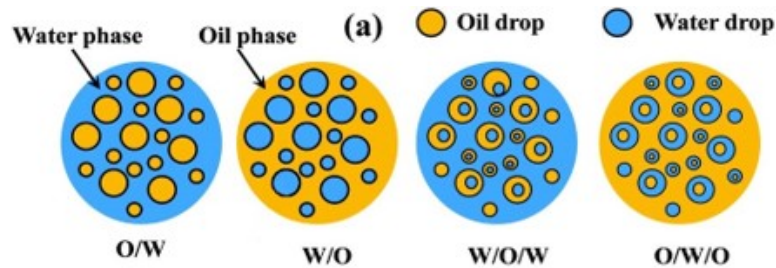 Water phase
Oil phase
(a)
Oil drop
Water drop
O/W
W/O
W/O/W
O/W/O